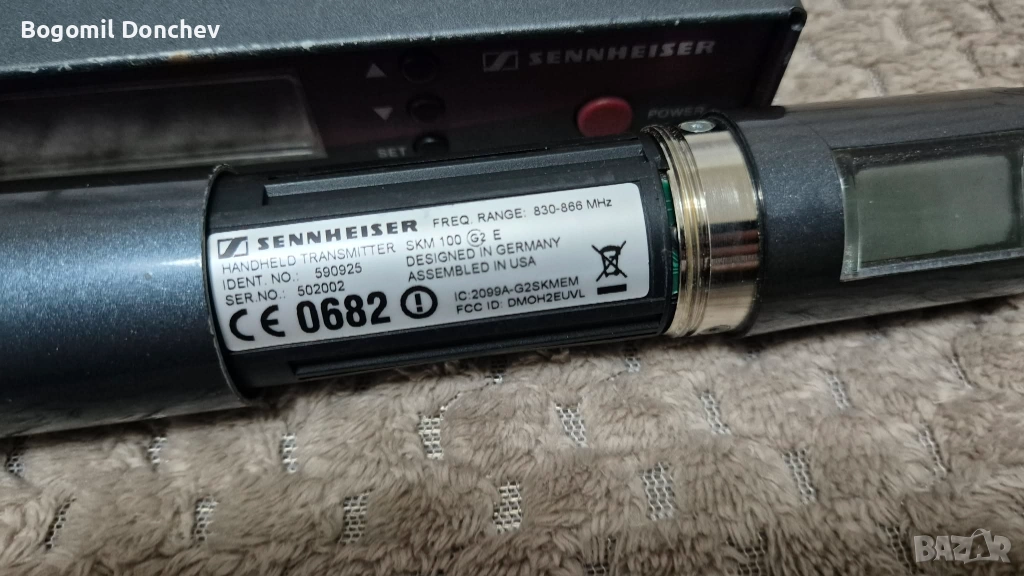 Bogomil Donchev
SENNHEISER
POWER
SET
SENNHEISER FREQ. RANGE: 830-866 MHz
HANDHELD TRANSMITTER SKM 100 G2 E
IDENT. NO.: 590925 DESIGNED IN GERMANY
SER.NO.: 502002 ASSEMBLED IN USA
CE 0682 IC:2099A-G2SKMEM
FCC ID: DMOH2EUVL
BAZAR